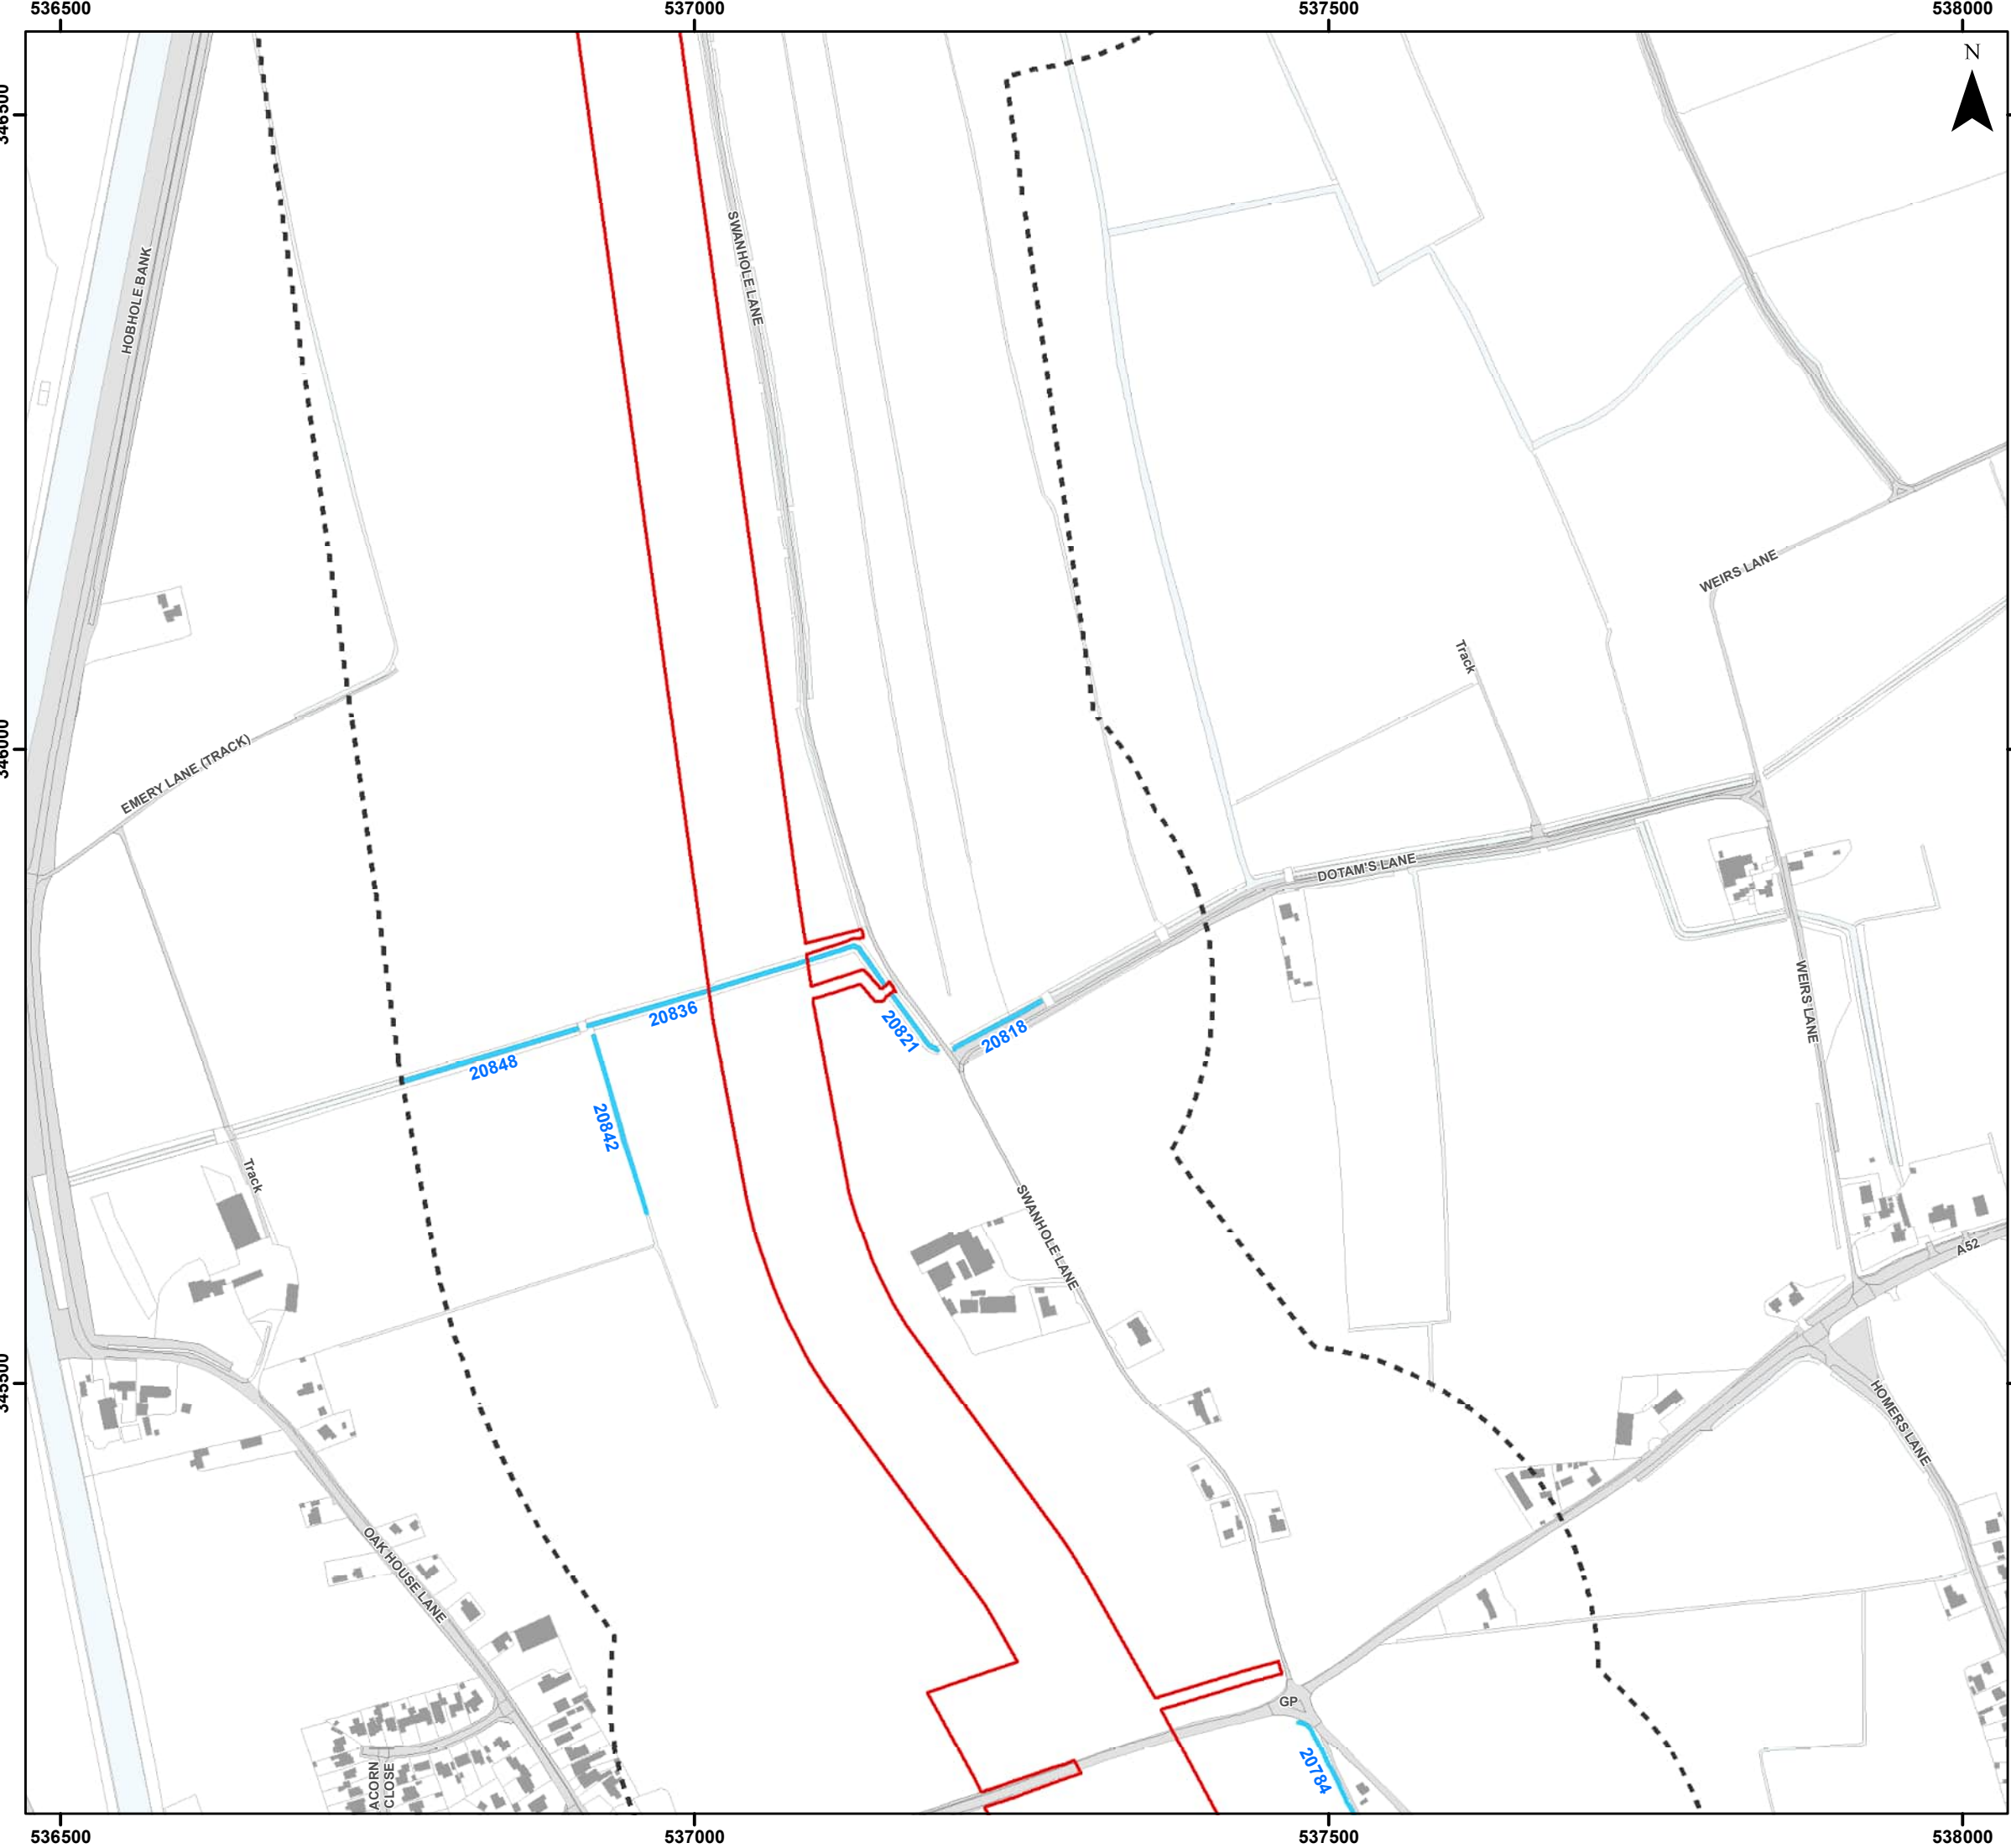 536500
537000
537500
538000
N
346500
HOBHOLE BANK
SWANHOLE LANE
WEIRS LANE
Track
346000
EMERY LANE (TRACK)
DOTAM'S LANE
WEIRS LANE
20836
20821
20818
20848
20842
Track
SWANHOLE LANE
A52
345500
HOMERS LANE
OAK HOUSE LANE
GP
20784
ACORN
CLOSE
536500
537000
537500
538000